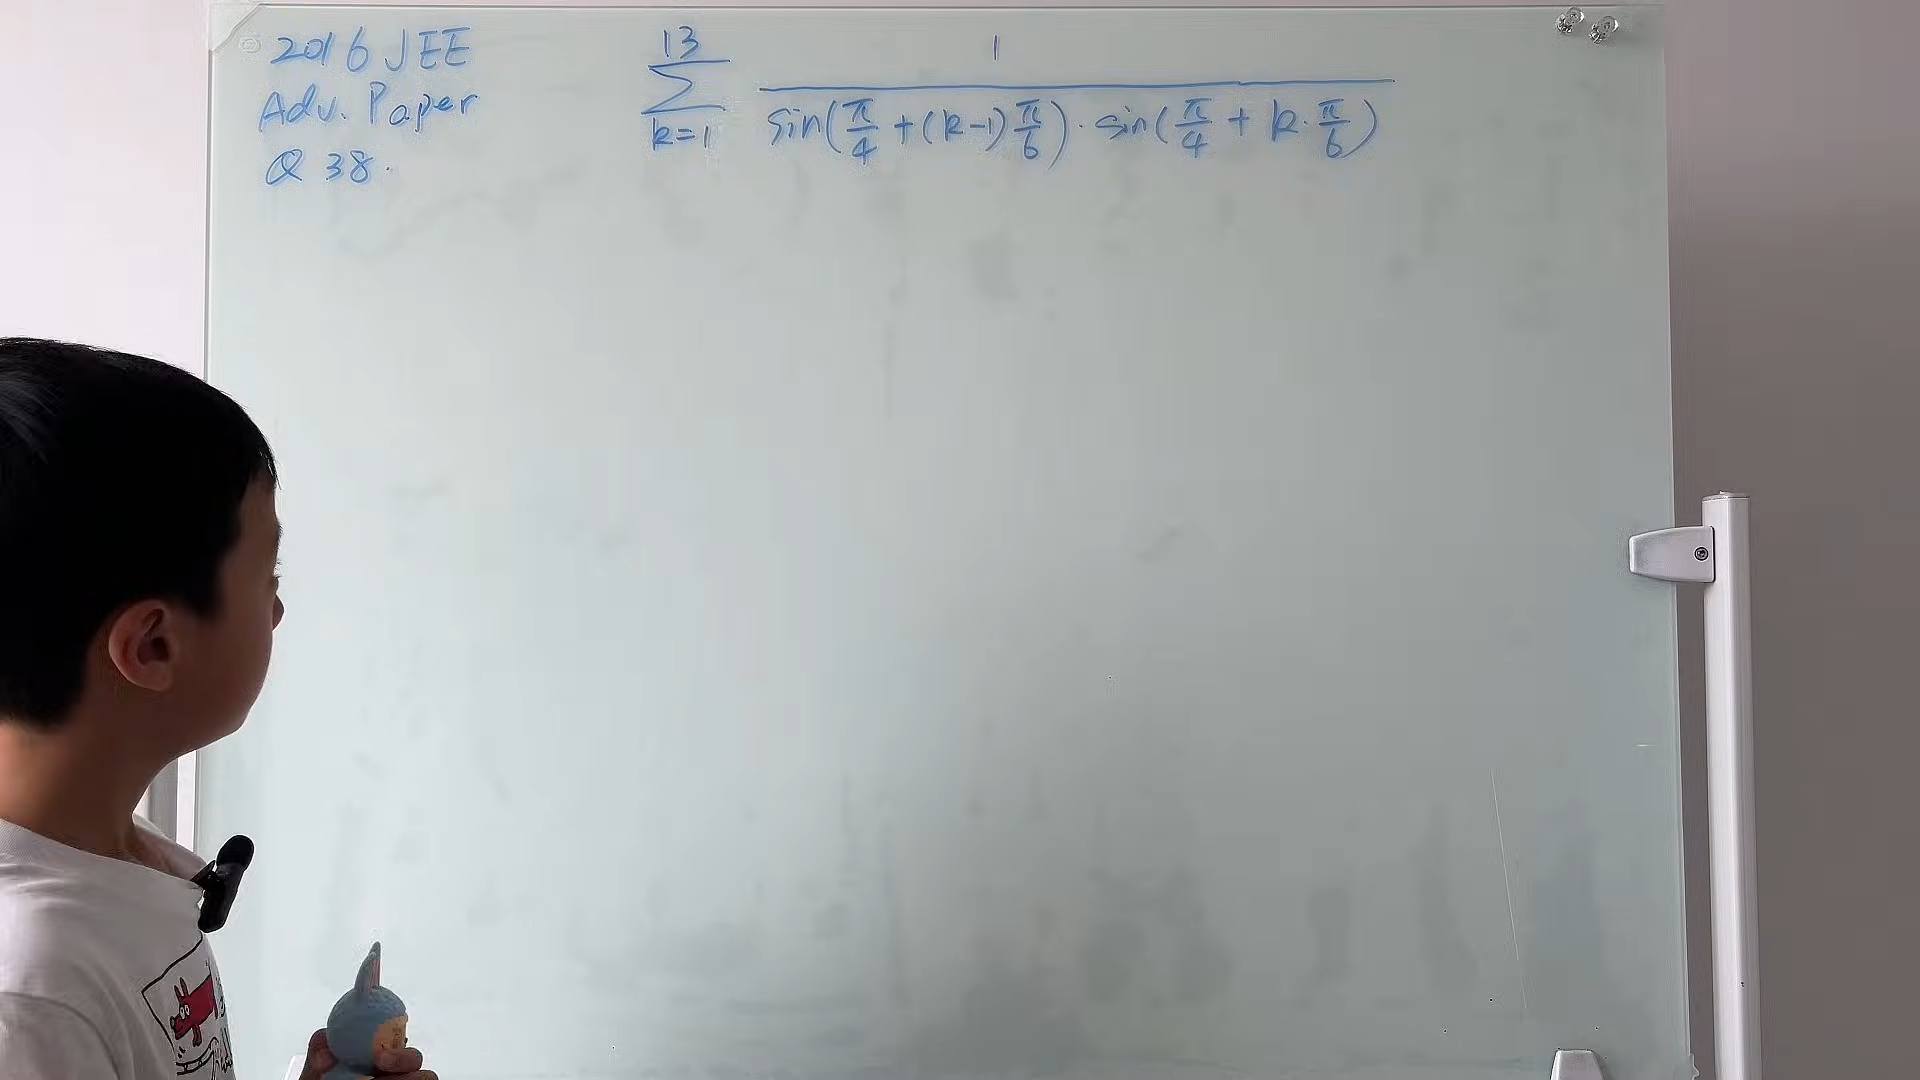 2016 JEE
Adv. Paper
Q 38.
13
∑ 1 / (sin(π/4 + (k-1)π/6) · sin(π/4 + k·π/6))
k=1